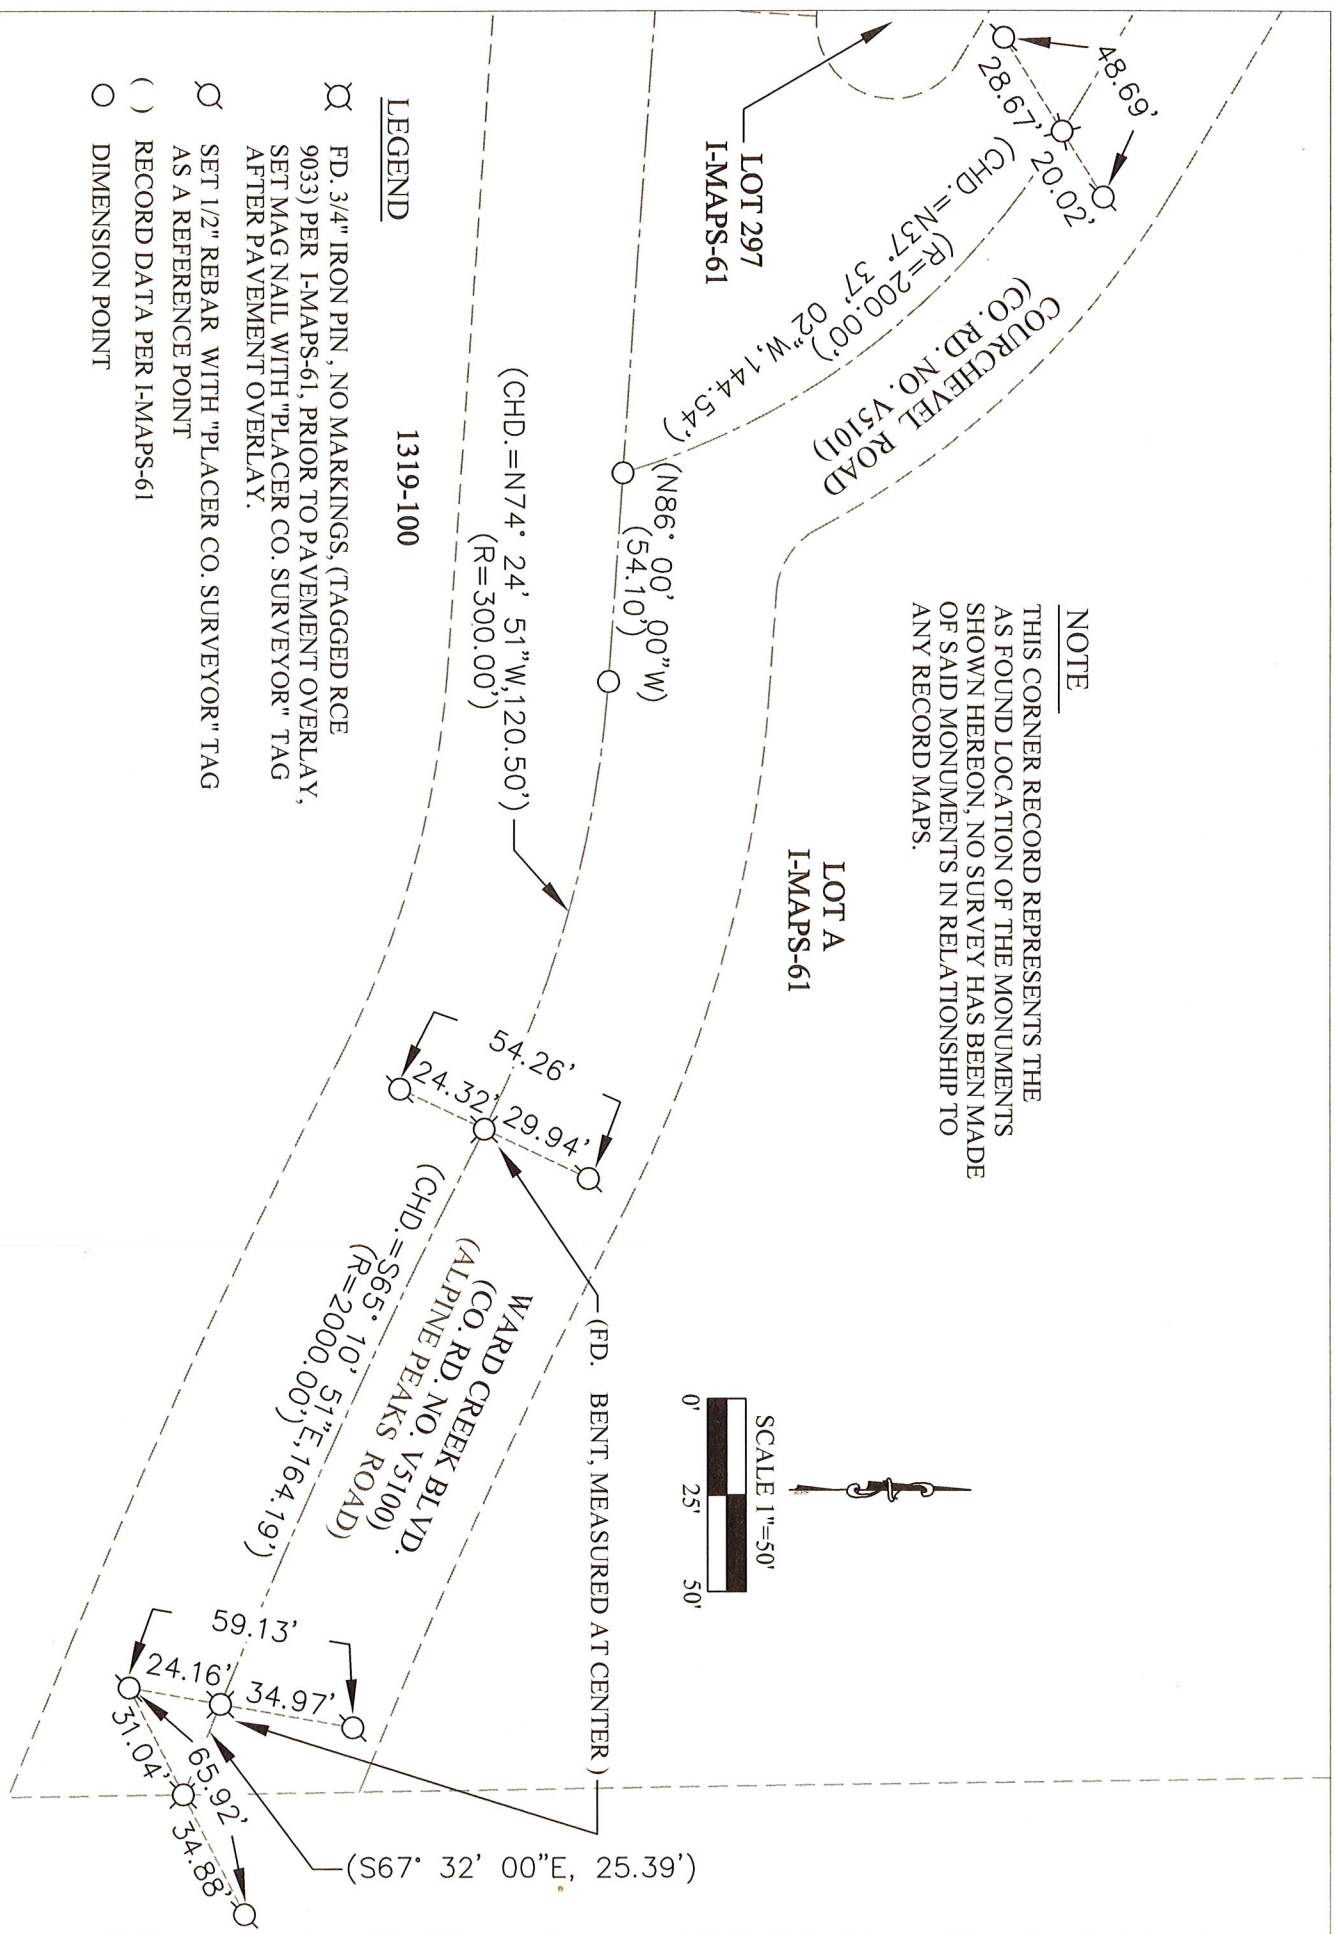 48.69'
28.67'
20.02'
LOT 297
I-MAPS-61
(CHD.=N37° 37' 02"W,144.54')
(R=200.00')
COURCHEVEL ROAD
(CO. RD. NO. V5101)
NOTE
THIS CORNER RECORD REPRESENTS THE
AS FOUND LOCATION OF THE MONUMENTS
SHOWN HEREON, NO SURVEY HAS BEEN MADE
OF SAID MONUMENTS IN RELATIONSHIP TO
ANY RECORD MAPS.
LOT A
I-MAPS-61
SCALE 1"=50'
0' 25' 50'
(N86° 00' 00"W)
(54.10')
(CHD.=N74° 24' 51"W,120.50')
(R=300.00')
54.26'
24.32'
29.94'
(FD. BENT, MEASURED AT CENTER)
WARD CREEK BLVD.
(CO. RD. NO. V5100)
(ALPINE PEAKS ROAD)
(CHD.=S65° 10' 51"E,164.19')
(R=2000.00')
59.13'
24.16'
34.97'
31.04'
65.92'
34.88'
(S67° 32' 00"E, 25.39')
LEGEND
1319-100
FD. 3/4" IRON PIN , NO MARKINGS, (TAGGED RCE
9033) PER I-MAPS-61, PRIOR TO PAVEMENT OVERLAY,
SET MAG NAIL WITH "PLACER CO. SURVEYOR" TAG
AFTER PAVEMENT OVERLAY.
SET 1/2" REBAR WITH "PLACER CO. SURVEYOR" TAG
AS A REFERENCE POINT
( ) RECORD DATA PER I-MAPS-61
DIMENSION POINT